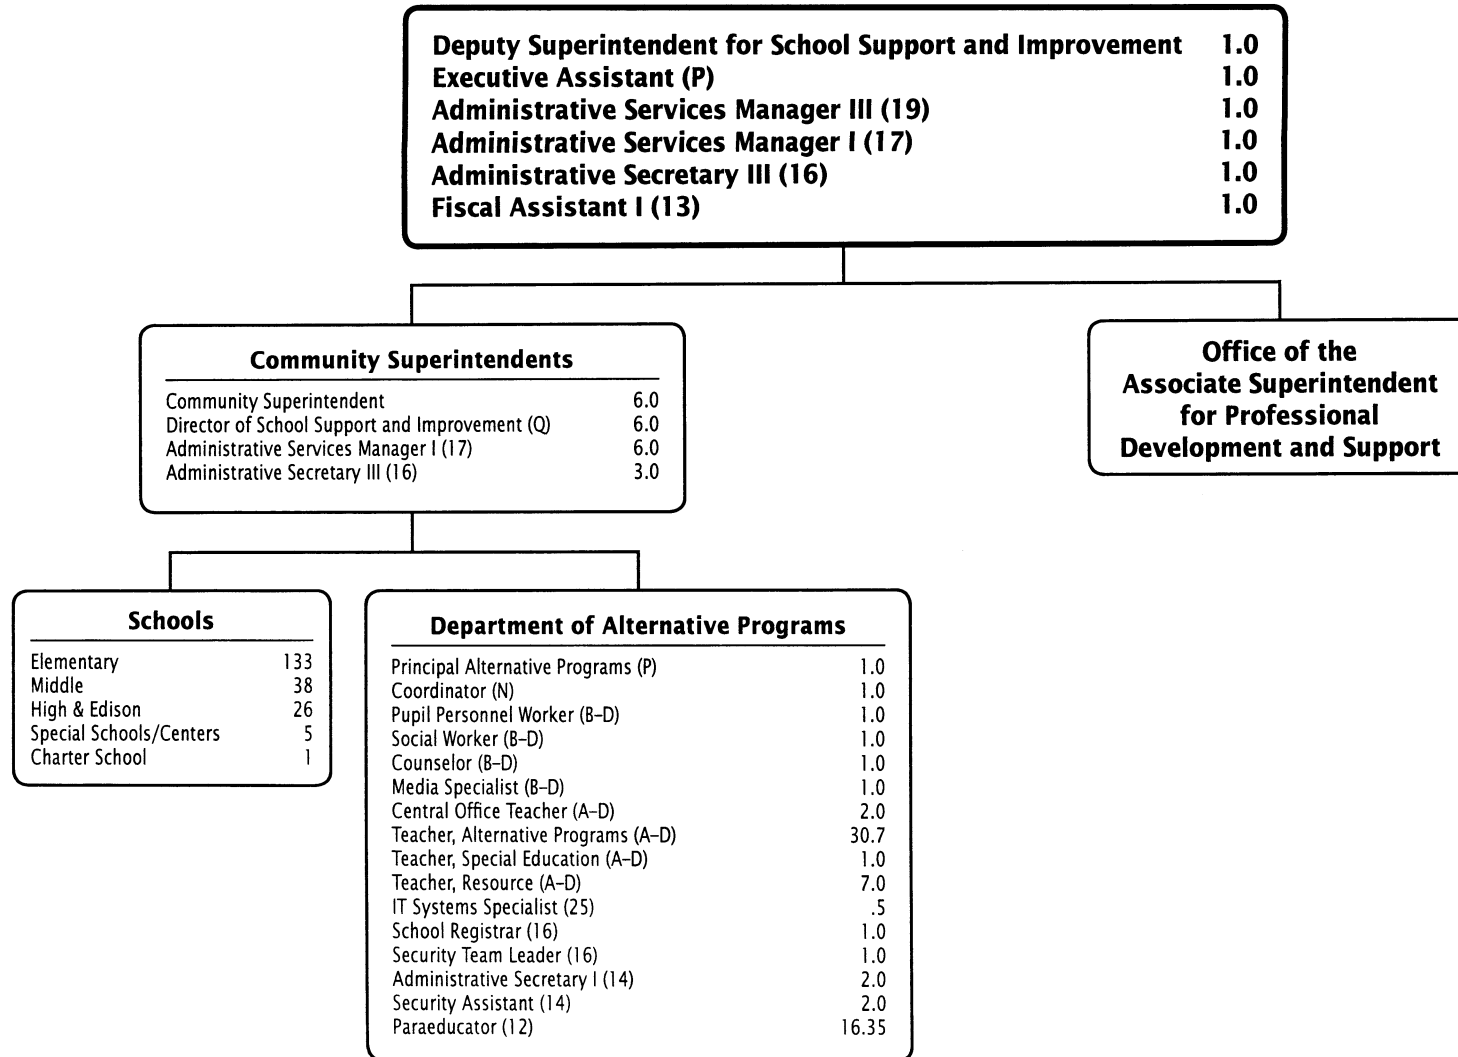 Deputy Superintendent for School Support and Improvement 1.0
Executive Assistant (P) 1.0
Administrative Services Manager III (19) 1.0
Administrative Services Manager I (17) 1.0
Administrative Secretary III (16) 1.0
Fiscal Assistant I (13) 1.0
Community Superintendents
Community Superintendent 6.0
Director of School Support and Improvement (Q) 6.0
Administrative Services Manager I (17) 6.0
Administrative Secretary III (16) 3.0
Office of the
Associate Superintendent
for Professional
Development and Support
Schools
Elementary 133
Middle 38
High & Edison 26
Special Schools/Centers 5
Charter School 1
Department of Alternative Programs
Principal Alternative Programs (P) 1.0
Coordinator (N) 1.0
Pupil Personnel Worker (B–D) 1.0
Social Worker (B–D) 1.0
Counselor (B–D) 1.0
Media Specialist (B–D) 1.0
Central Office Teacher (A–D) 2.0
Teacher, Alternative Programs (A–D) 30.7
Teacher, Special Education (A–D) 1.0
Teacher, Resource (A–D) 7.0
IT Systems Specialist (25) .5
School Registrar (16) 1.0
Security Team Leader (16) 1.0
Administrative Secretary I (14) 2.0
Security Assistant (14) 2.0
Paraeducator (12) 16.35